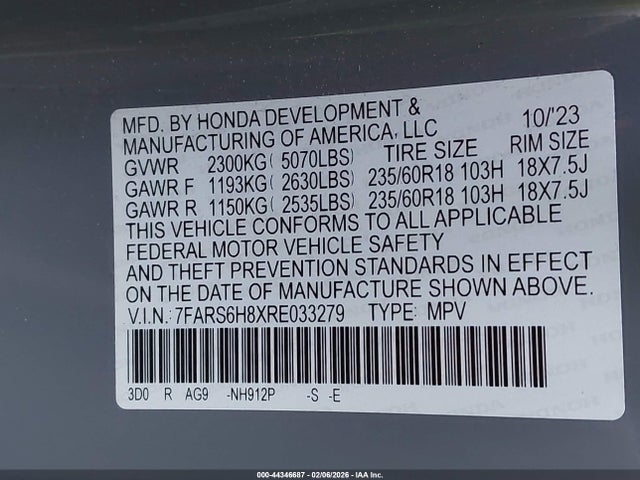 MFD. BY HONDA DEVELOPMENT &
MANUFACTURING OF AMERICA, LLC 10/'23
GVWR 2300KG( 5070LBS) TIRE SIZE RIM SIZE
GAWR F 1193KG( 2630LBS) 235/60R18 103H 18X7.5J
GAWR R 1150KG( 2535LBS) 235/60R18 103H 18X7.5J
THIS VEHICLE CONFORMS TO ALL APPLICABLE
FEDERAL MOTOR VEHICLE SAFETY
AND THEFT PREVENTION STANDARDS IN EFFECT
ON THE DATE OF MANUFACTURE SHOWN ABOVE.
V.I.N.: 7FARS6H8XRE033279 TYPE: MPV
3D0 R AG9 -NH912P -S -E
000-44346687 - 02/06/2026 - IAA Inc.